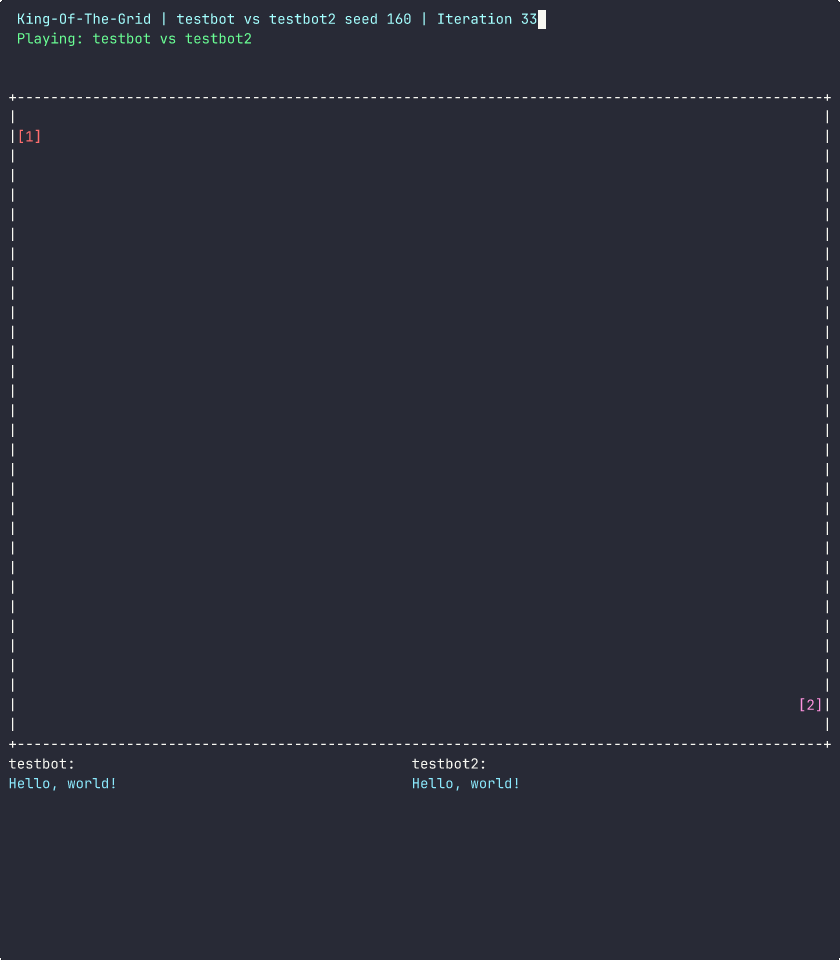 King-Of-The-Grid | testbot vs testbot2 seed 160 | Iteration 33
Playing: testbot vs testbot2
[1]
[2]
testbot: testbot2:
Hello, world! Hello, world!